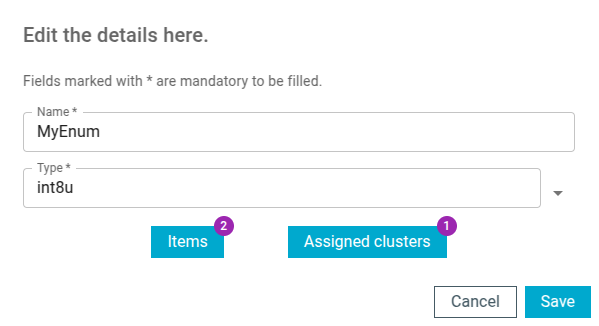 Edit the details here.
Fields marked with * are mandatory to be filled.
Name *
MyEnum
Type *
int8u
Items 2
Assigned clusters 1
Cancel Save